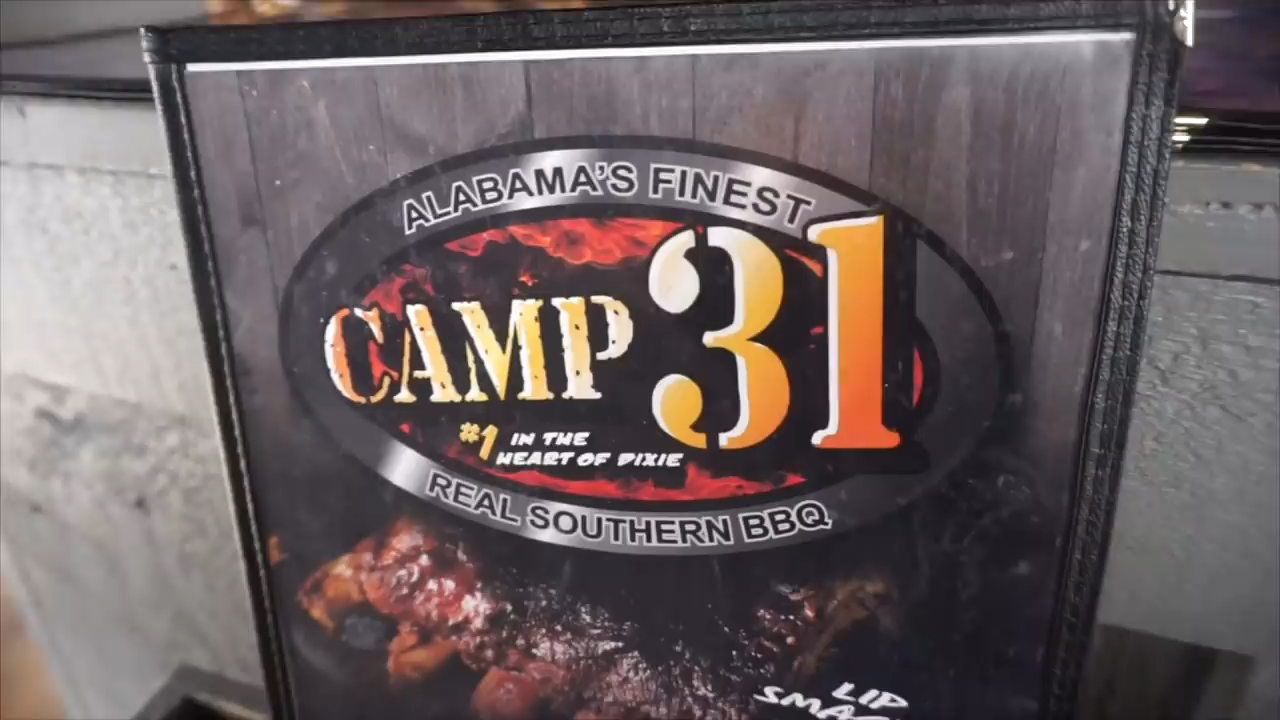 ALABAMA'S FINEST
CAMP 31
#1 IN THE
HEART OF DIXIE
REAL SOUTHERN BBQ
LIP